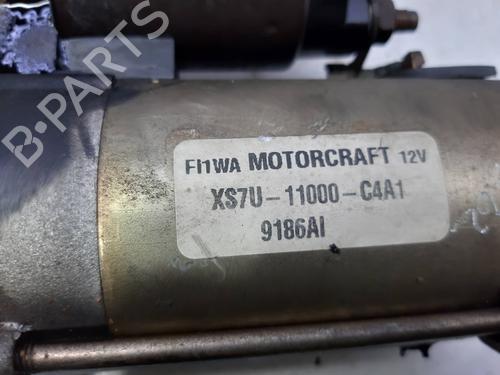 FI1WA MOTORCRAFT 12V
XS7U-11000-C4A1
9186AI
B-PARTS